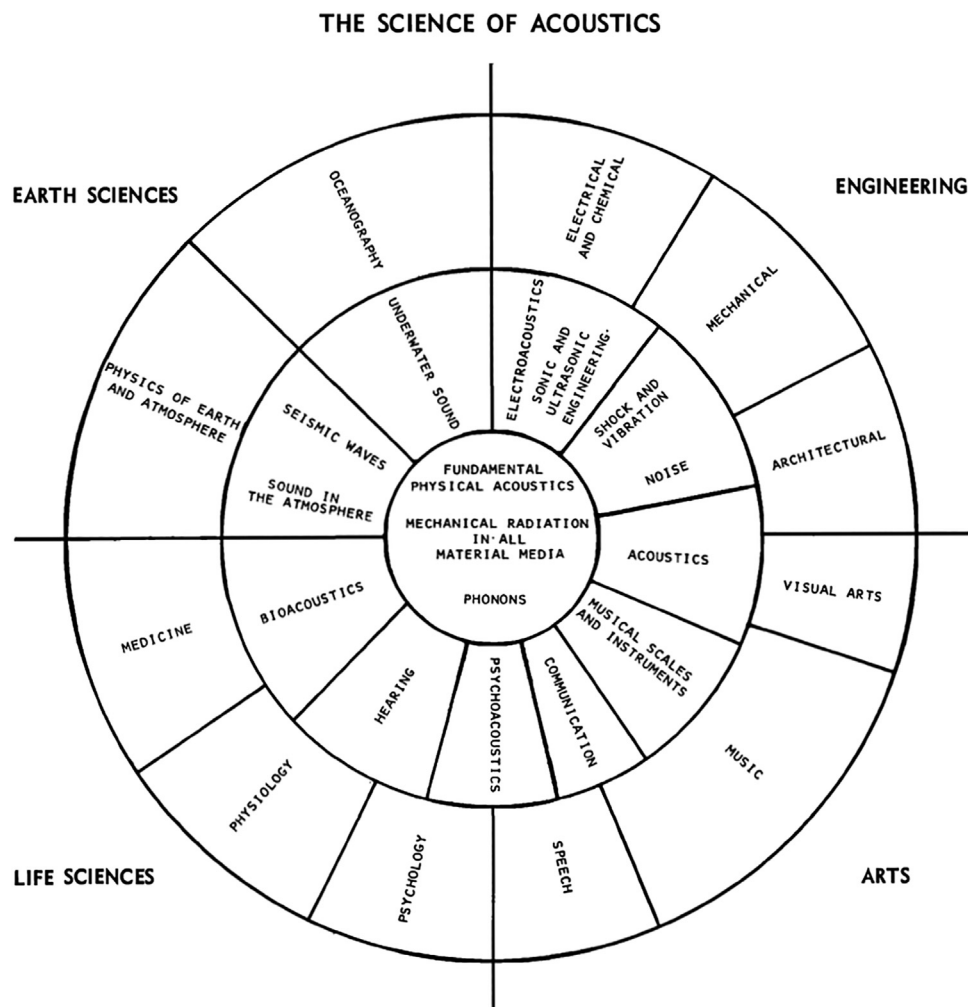 THE SCIENCE OF ACOUSTICS
EARTH SCIENCES
ENGINEERING
OCEANOGRAPHY
ELECTRICAL
AND CHEMICAL
MECHANICAL
ARCHITECTURAL
VISUAL ARTS
MUSIC
SPEECH
PSYCHOLOGY
PHYSIOLOGY
MEDICINE
PHYSICS OF EARTH
AND ATMOSPHERE
UNDERWATER SOUND
ELECTROACOUSTICS
SONIC AND
ULTRASONIC
ENGINEERING.
SHOCK AND
VIBRATION
NOISE
ACOUSTICS
MUSICAL SCALES
AND INSTRUMENTS
COMMUNICATION
PSYCHOACOUSTICS
HEARING
BIOACOUSTICS
SOUND IN
THE ATMOSPHERE
SEISMIC WAVES
FUNDAMENTAL
PHYSICAL ACOUSTICS
MECHANICAL RADIATION
IN·ALL
MATERIAL MEDIA
PHONONS
LIFE SCIENCES
ARTS